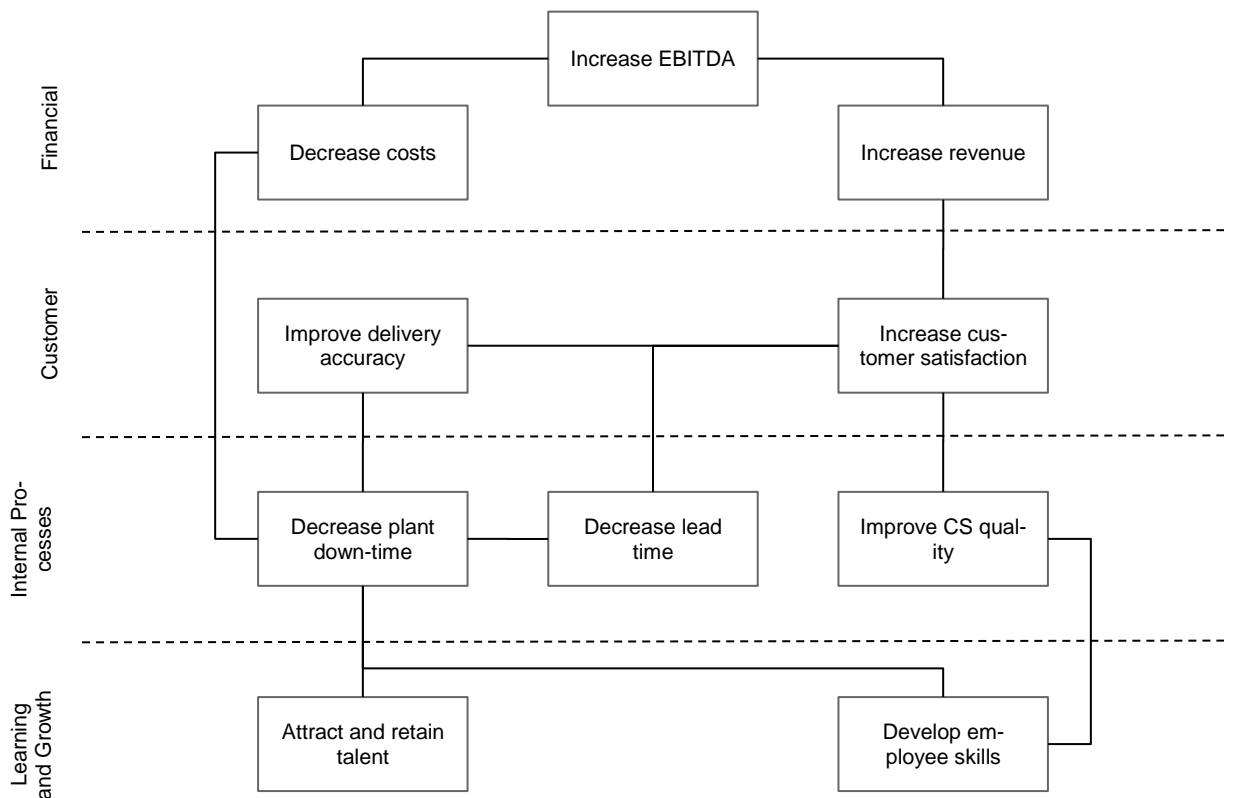 Increase EBITDA
Financial
Decrease costs
Increase revenue
Customer
Improve delivery
accuracy
Increase cus-
tomer satisfaction
Internal Pro-
cesses
Decrease plant
down-time
Decrease lead
time
Improve CS qual-
ity
Learning
and Growth
Attract and retain
talent
Develop em-
ployee skills